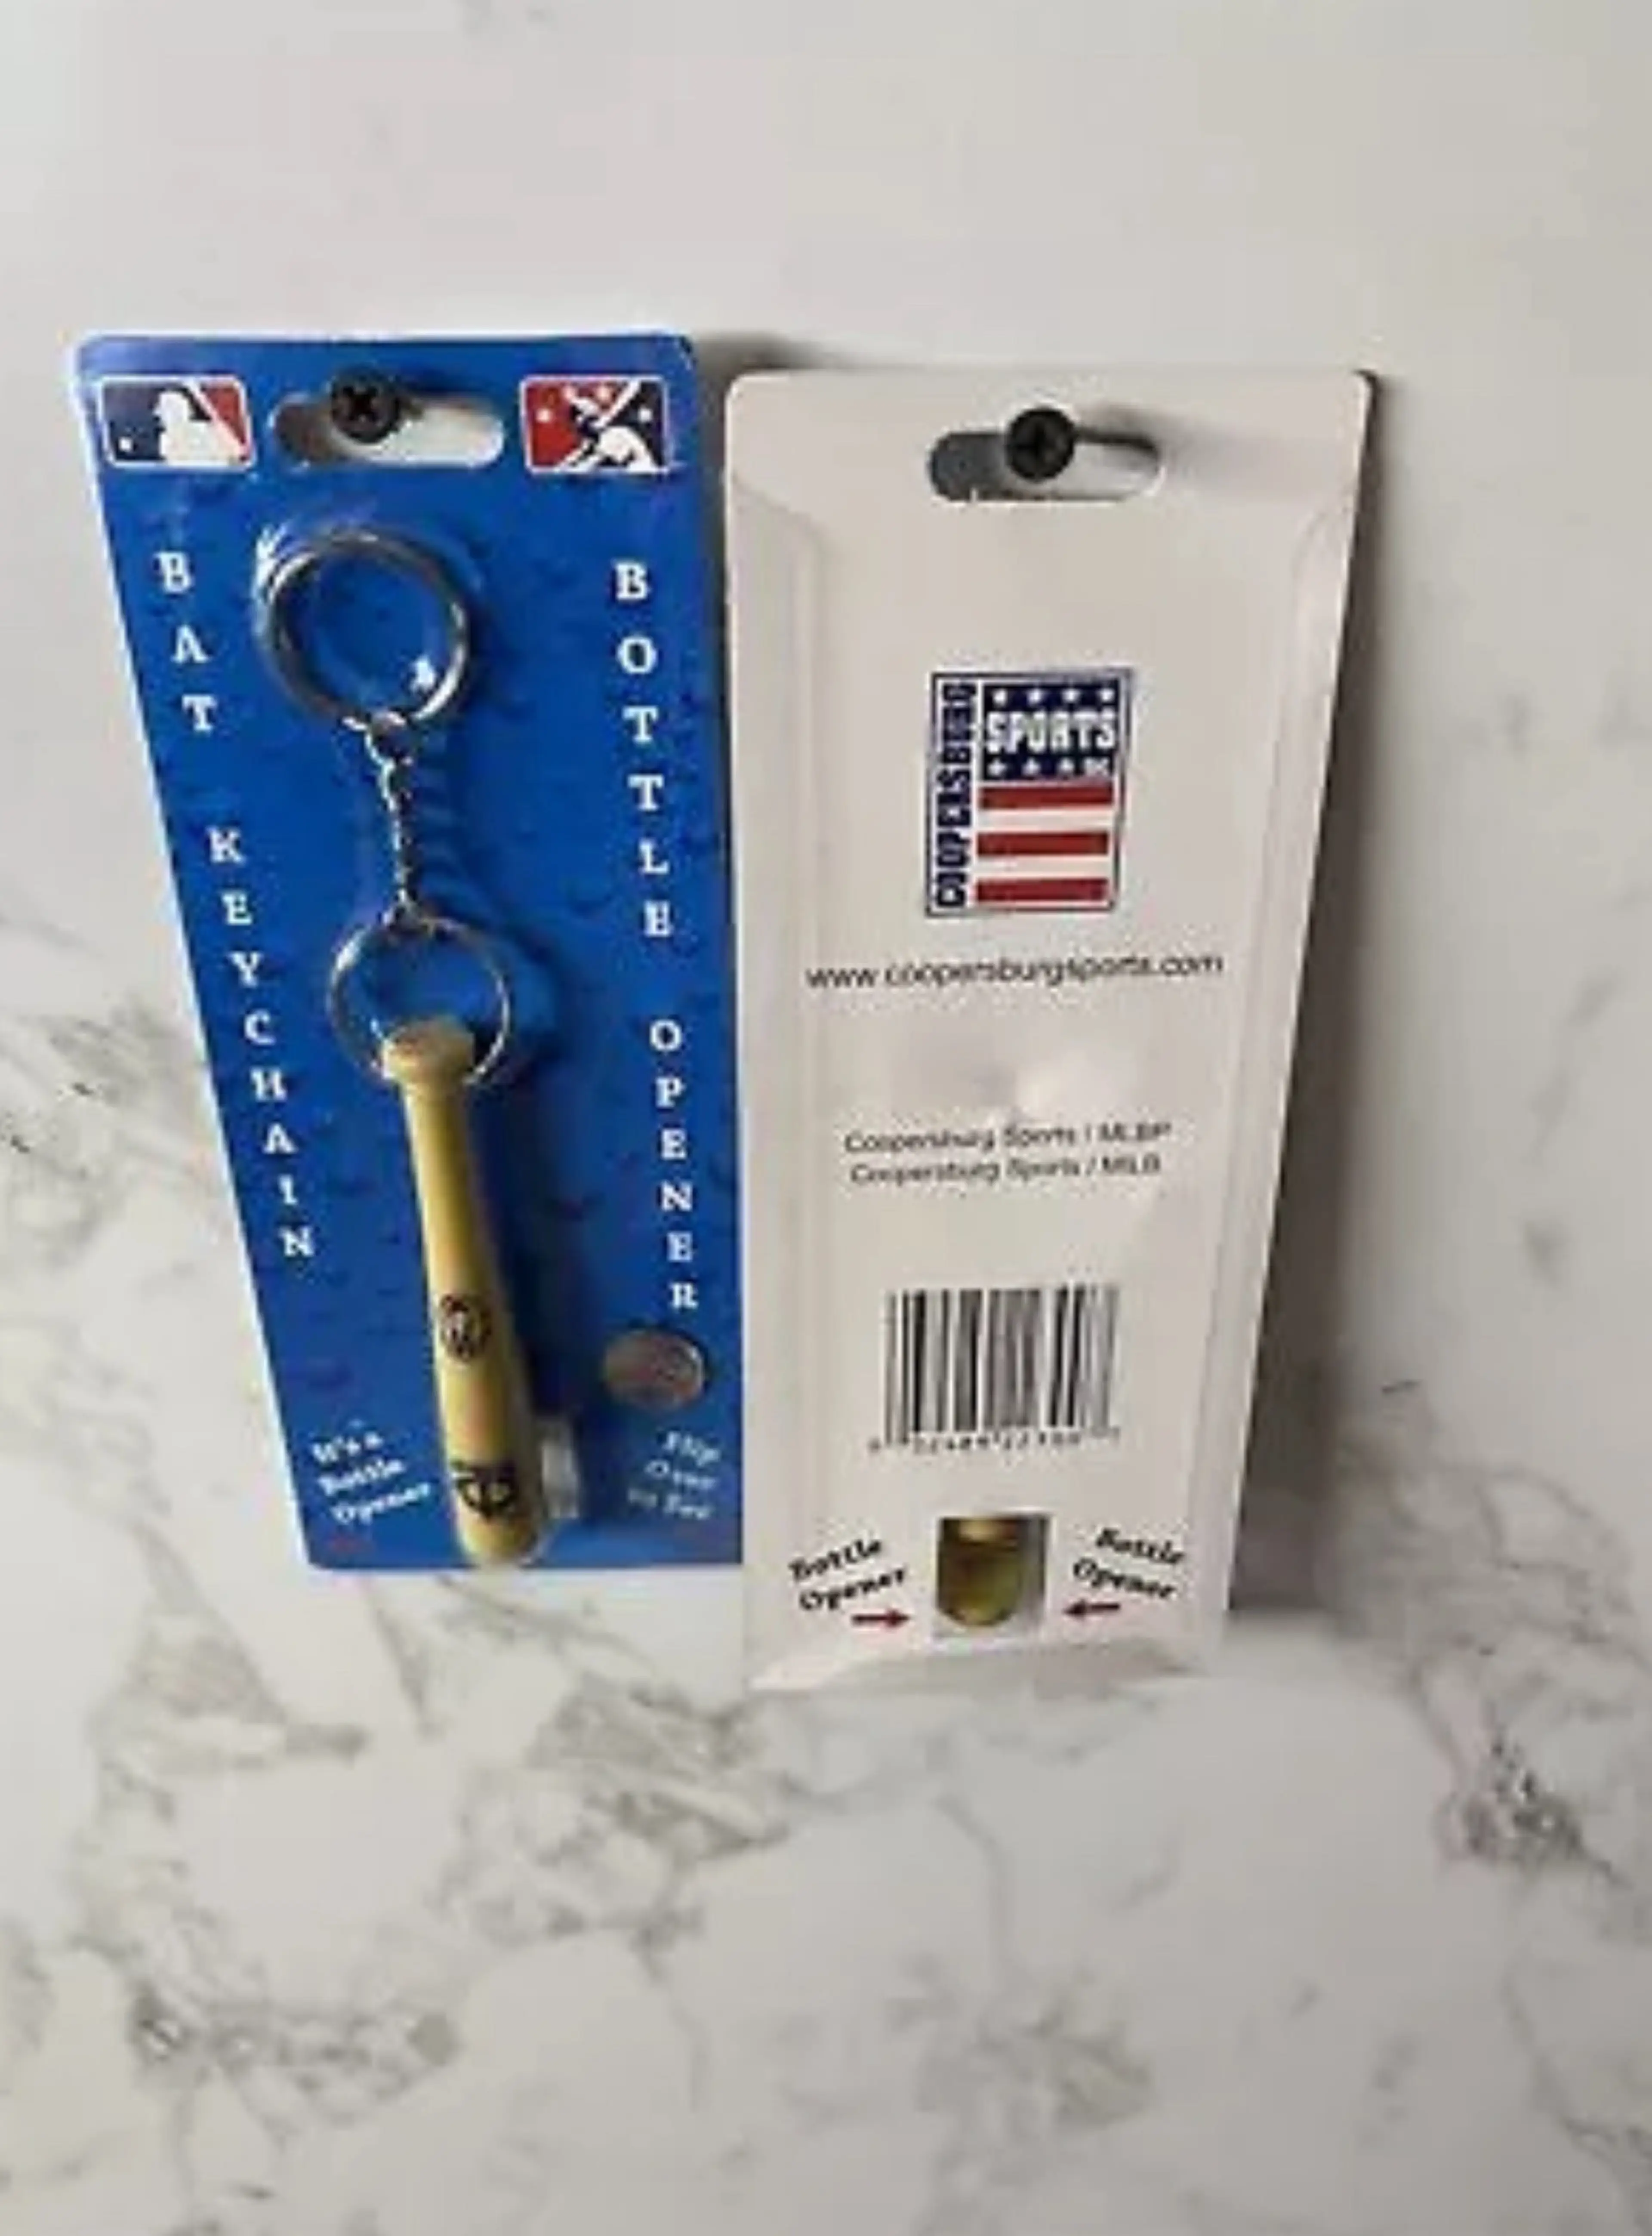 BAT KEYCHAIN
BOTTLE OPENER
It's a
Bottle
Opener
Flip
Over
to See
COOPERSBURG
SPORTS
www.coopersburgsports.com
Coopersburg Sports / MLBP
Coopersburg Sports / MILB
Bottle
Opener
Bottle
Opener